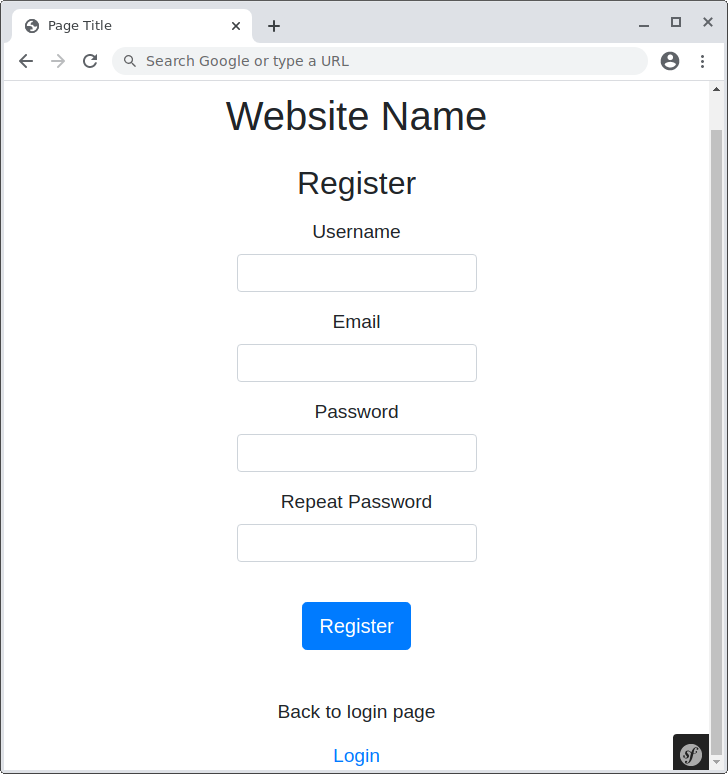 Page Title
Search Google or type a URL
Website Name
Register
Username
Email
Password
Repeat Password
Register
Back to login page
Login
sf